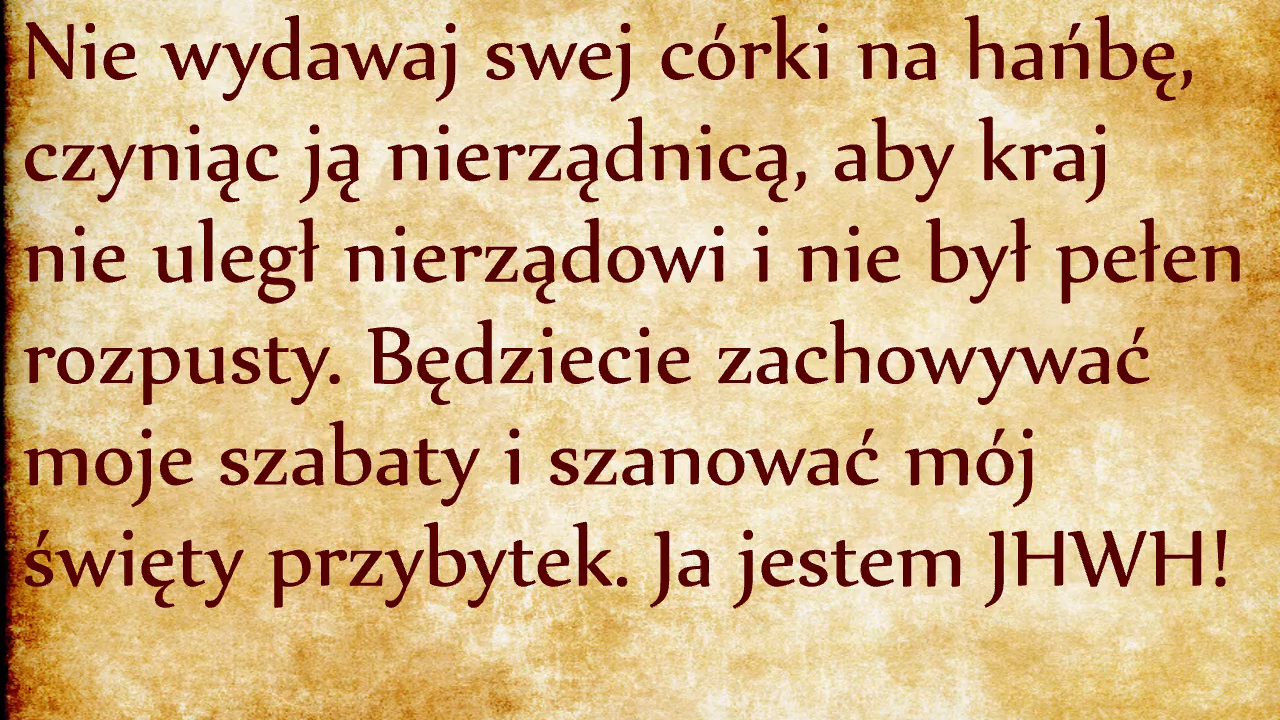 Nie wydawaj swej córki na hańbę,
czyniąc ją nierządnicą, aby kraj
nie uległ nierządowi i nie był pełen
rozpusty. Będziecie zachowywać
moje szabaty i szanować mój
święty przybytek. Ja jestem JHWH!